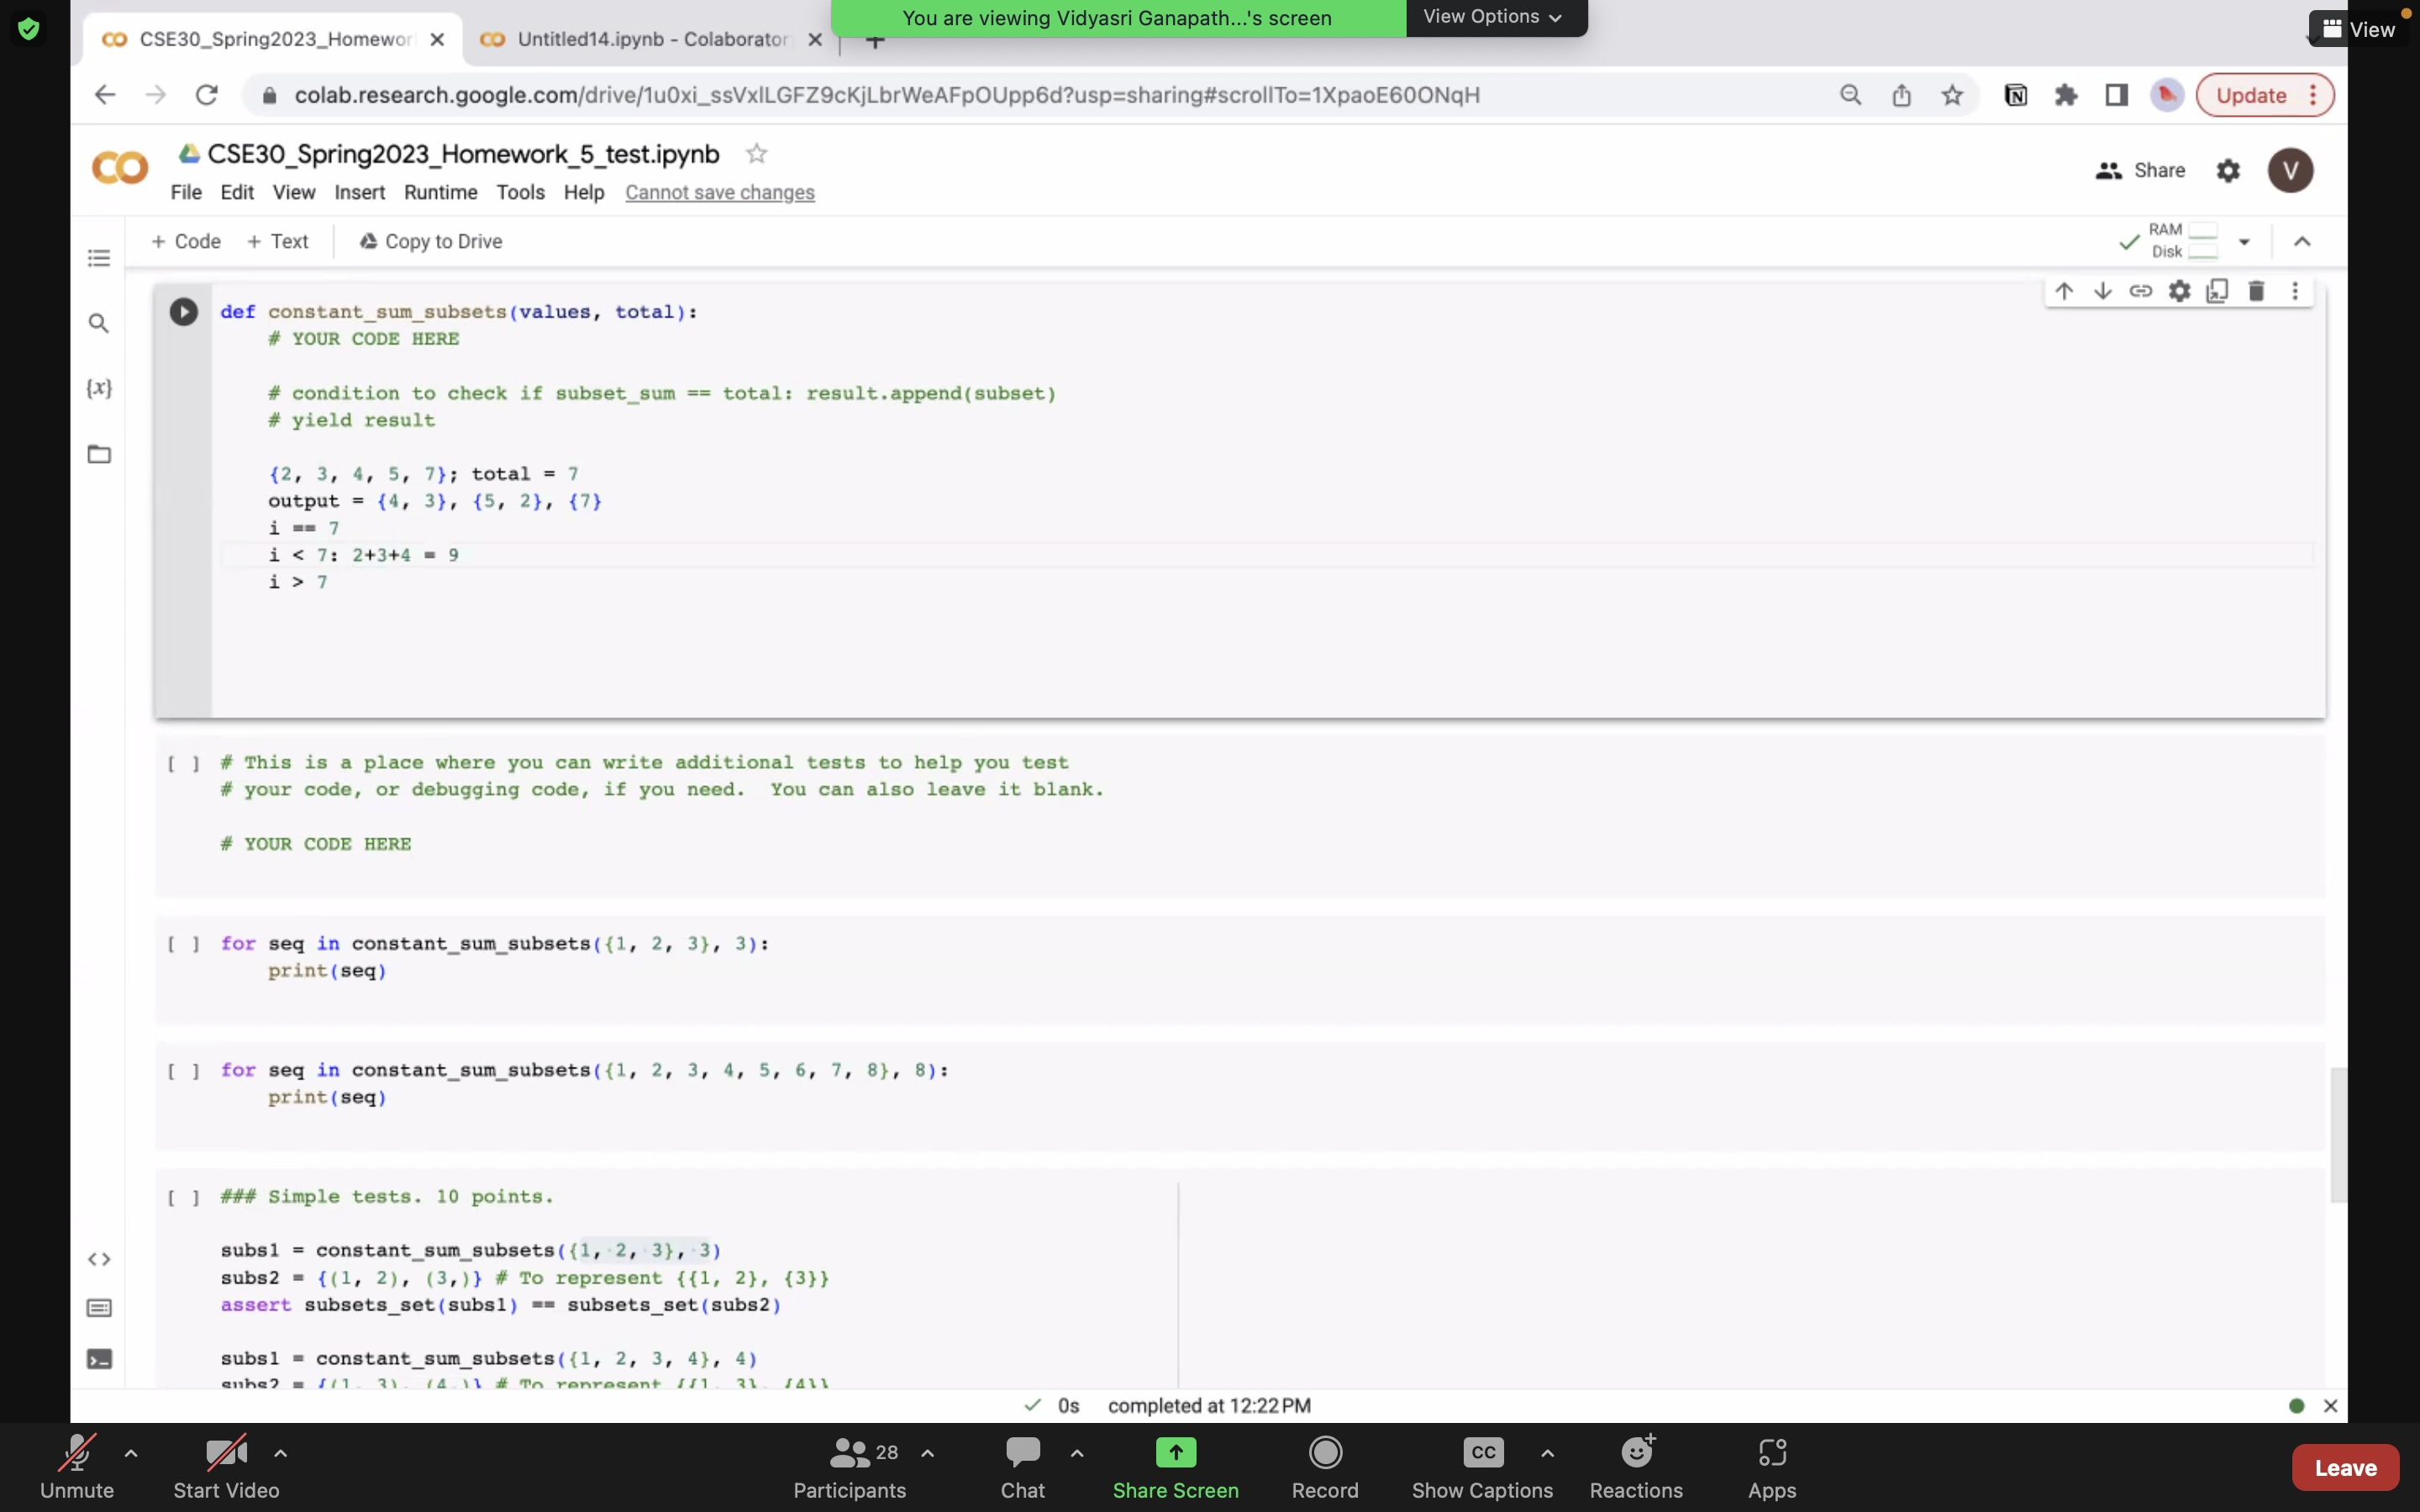 You are viewing Vidyasri Ganapath...'s screen
View Options
View
CSE30_Spring2023_Homewor
Untitled14.ipynb - Colaborator
colab.research.google.com/drive/1u0xi_ssVxlLGFZ9cKjLbrWeAFpOUpp6d?usp=sharing#scrollTo=1XpaoE60ONqH
Update
CSE30_Spring2023_Homework_5_test.ipynb
Share
V
File Edit View Insert Runtime Tools Help Cannot save changes
+ Code + Text Copy to Drive
RAM
Disk
{x}
def constant_sum_subsets(values, total):
# YOUR CODE HERE
# condition to check if subset_sum == total: result.append(subset)
# yield result
{2, 3, 4, 5, 7}; total = 7
output = {4, 3}, {5, 2}, {7}
i == 7
i < 7: 2+3+4 = 9
i > 7
[ ] # This is a place where you can write additional tests to help you test
# your code, or debugging code, if you need.  You can also leave it blank.
# YOUR CODE HERE
[ ] for seq in constant_sum_subsets({1, 2, 3}, 3):
print(seq)
[ ] for seq in constant_sum_subsets({1, 2, 3, 4, 5, 6, 7, 8}, 8):
print(seq)
[ ] ### Simple tests. 10 points.
subs1 = constant_sum_subsets({1, 2, 3}, 3)
subs2 = {(1, 2), (3,)} # To represent {{1, 2}, {3}}
assert subsets_set(subs1) == subsets_set(subs2)
subs1 = constant_sum_subsets({1, 2, 3, 4}, 4)
subs2 = {(1, 3), (4,)} # To represent {{1, 3}, {4}}
0s completed at 12:22 PM
28
CC
Unmute
Start Video
Participants
Chat
Share Screen
Record
Show Captions
Reactions
Apps
Leave